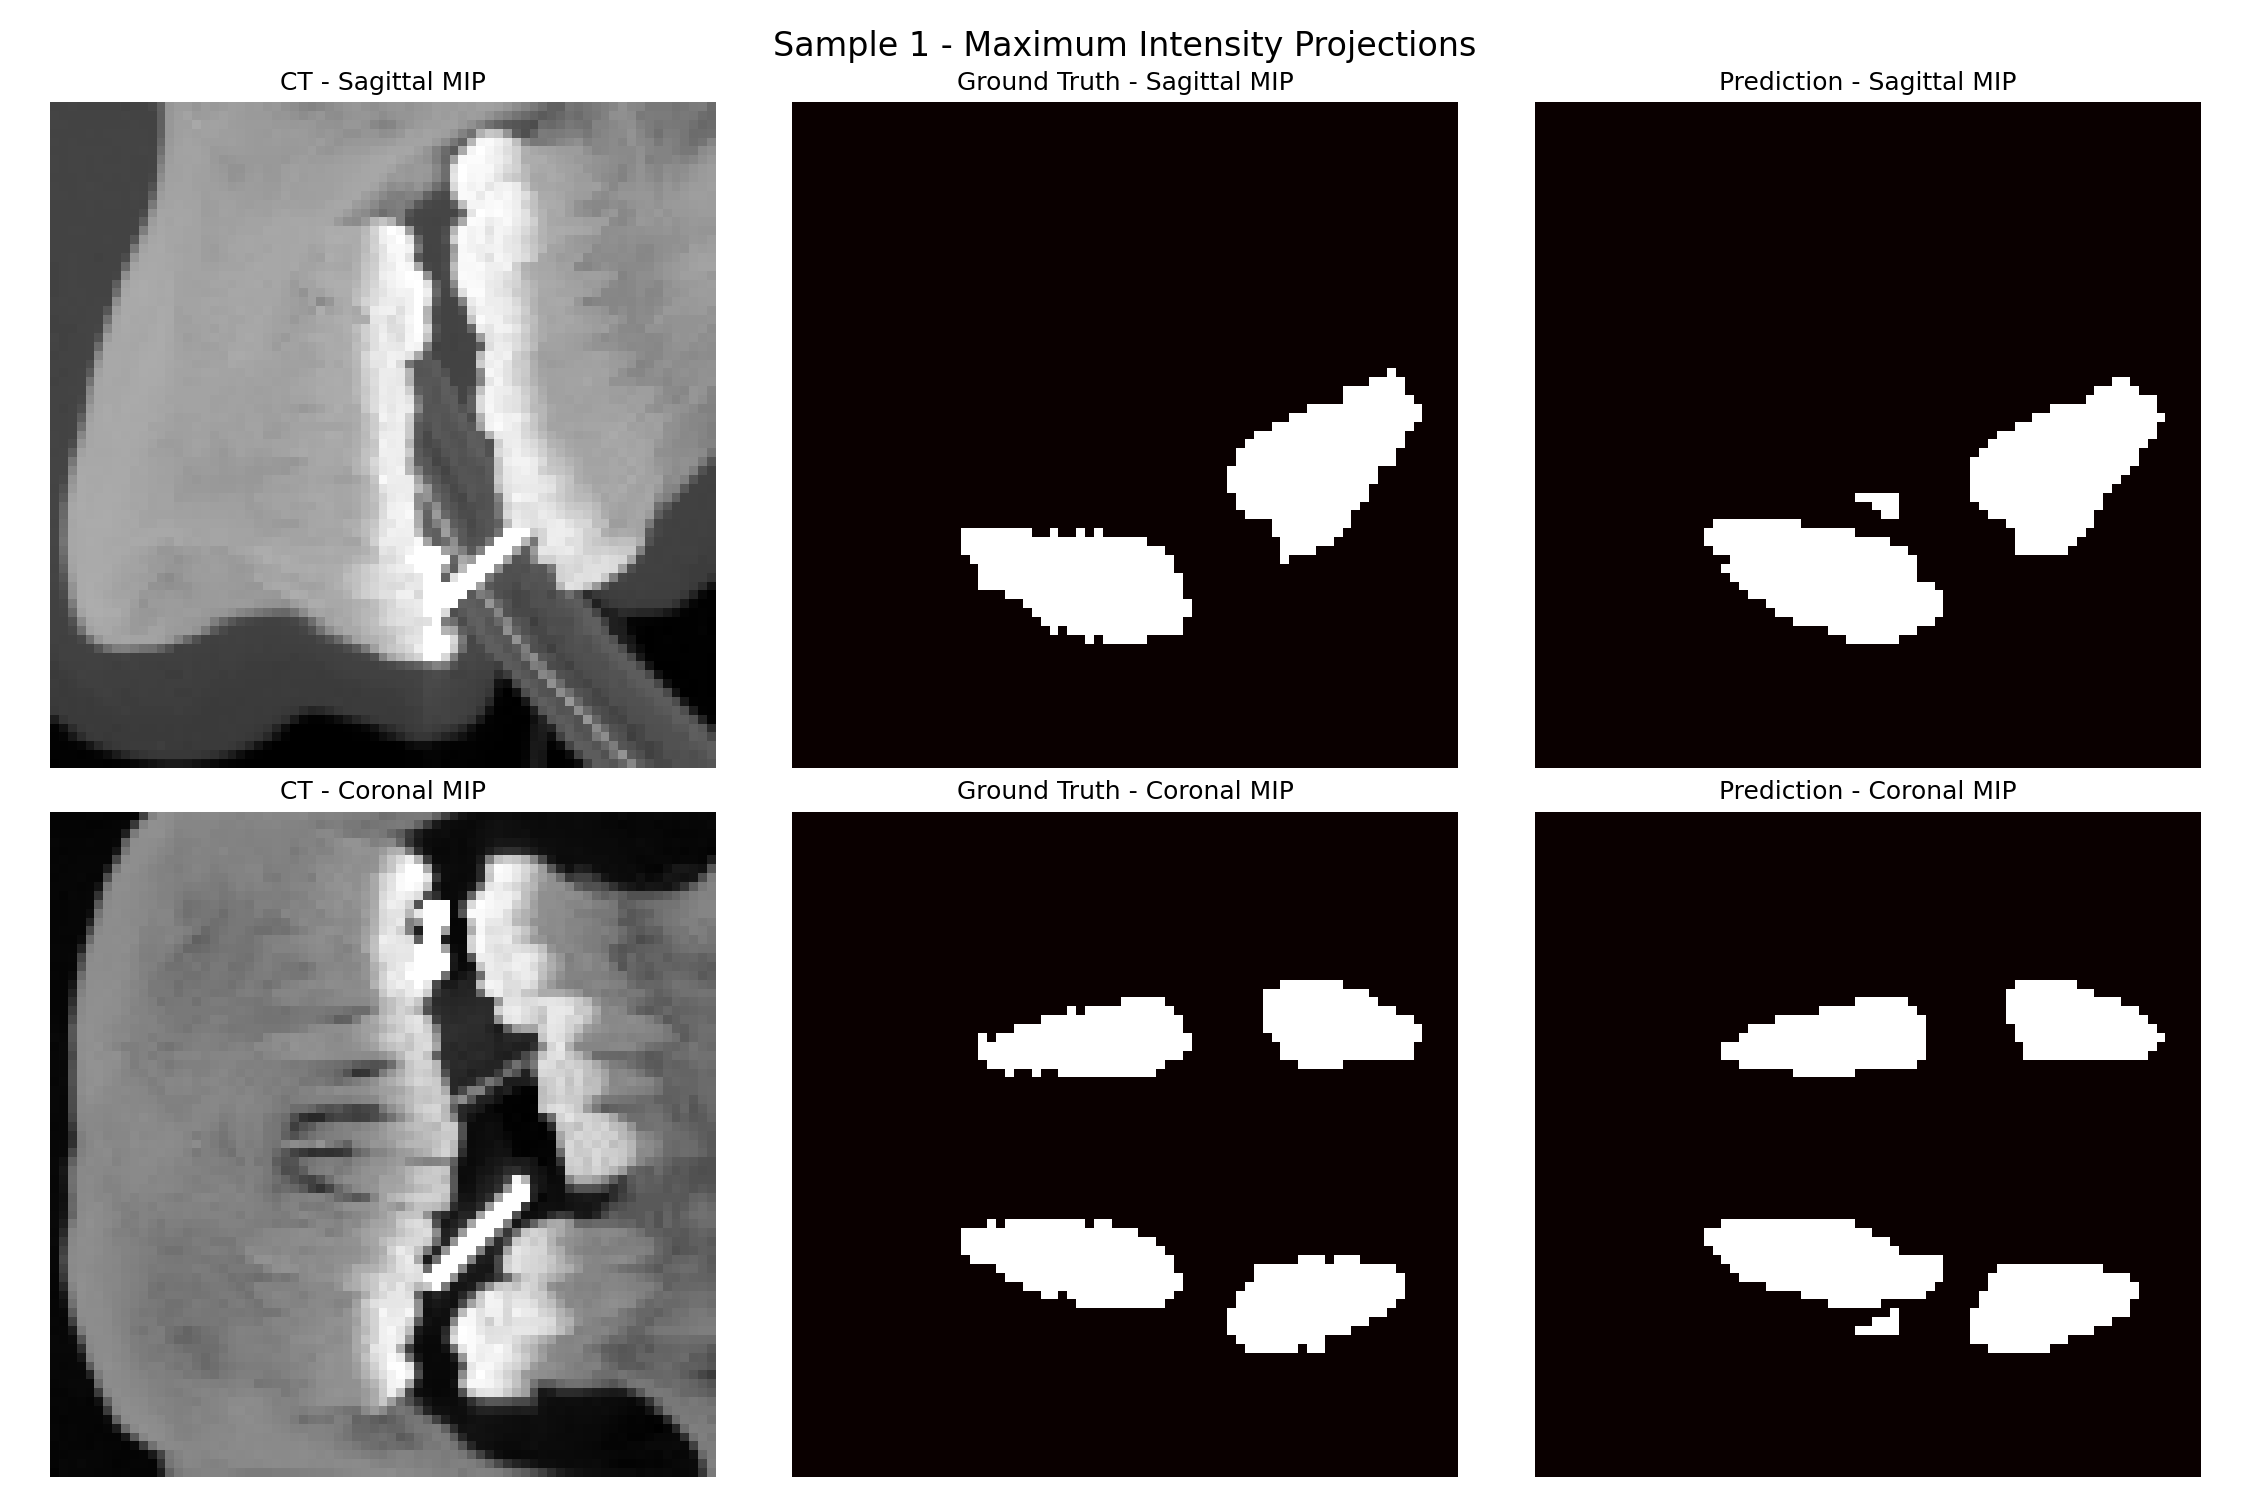 Sample 1 - Maximum Intensity Projections
CT - Sagittal MIP
Ground Truth - Sagittal MIP
Prediction - Sagittal MIP
CT - Coronal MIP
Ground Truth - Coronal MIP
Prediction - Coronal MIP